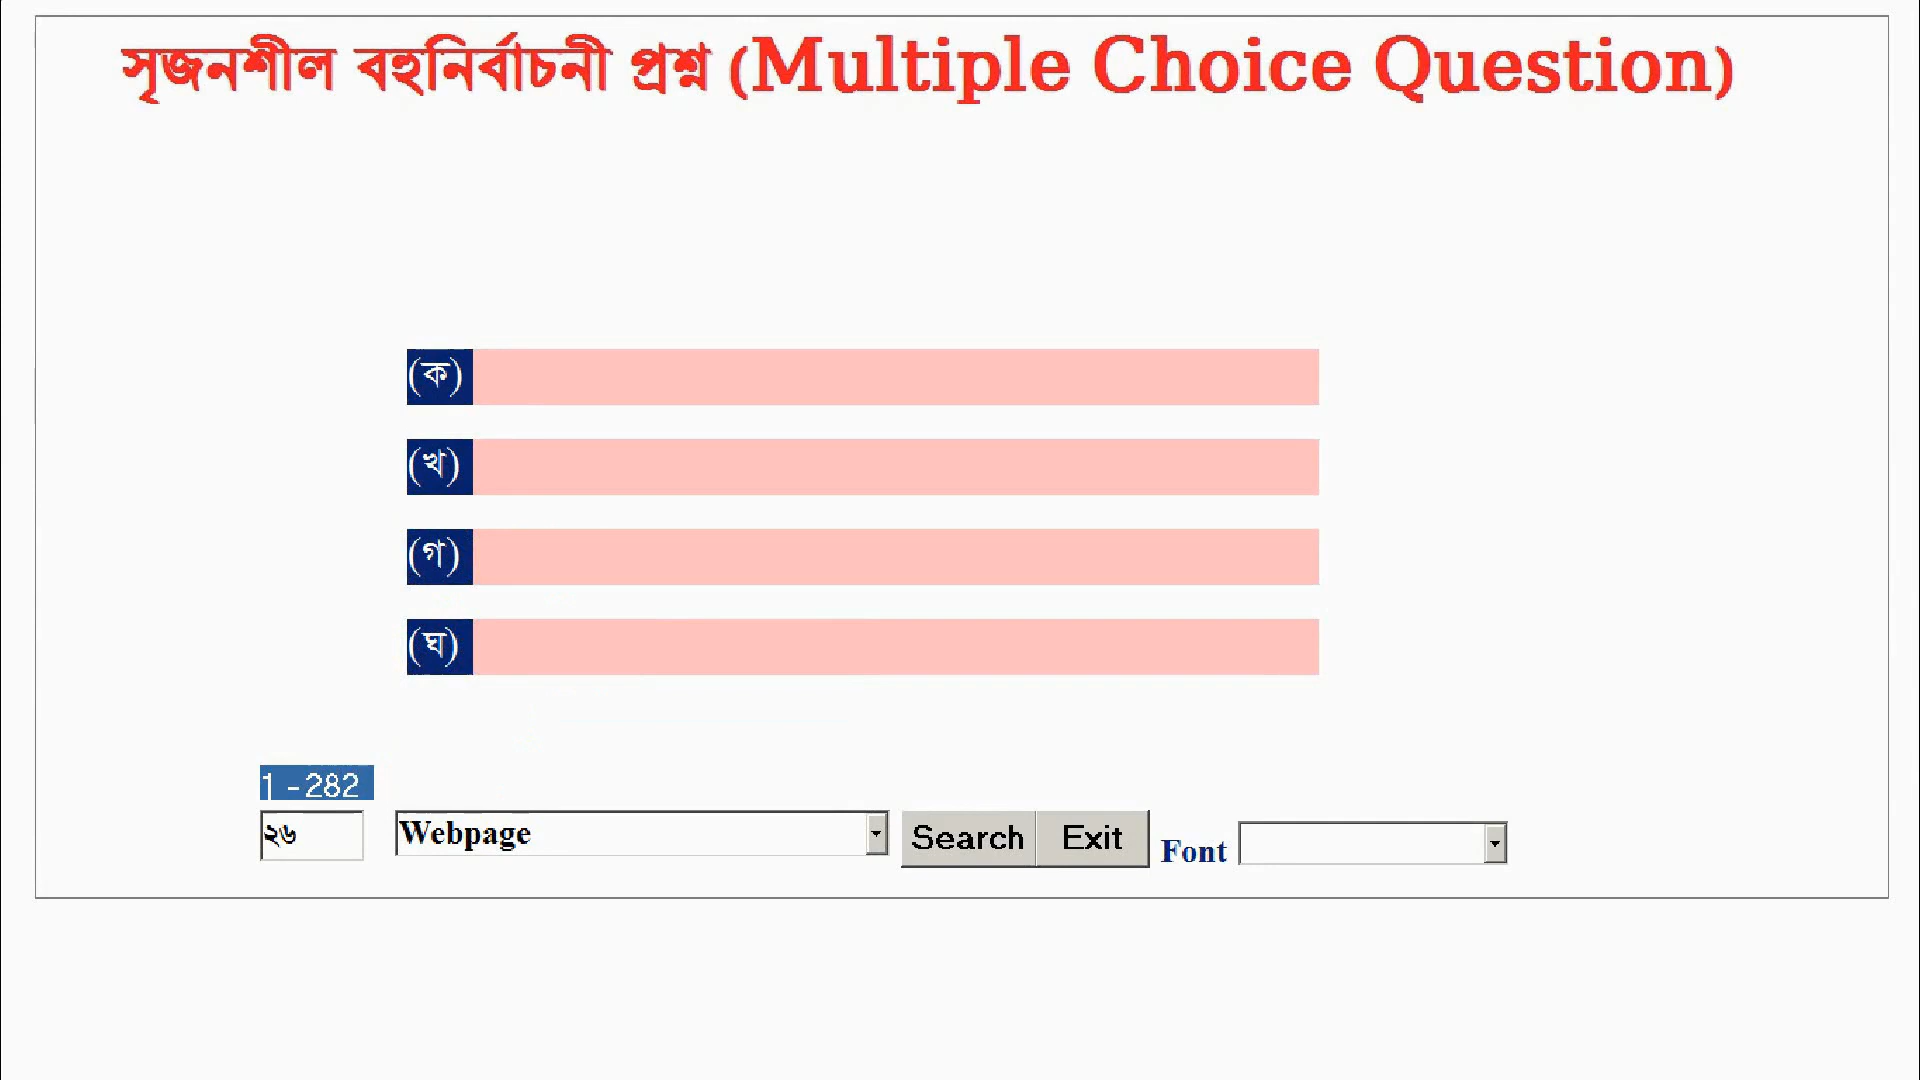 সৃজনশীল বহুনির্বাচনী প্রশ্ন (Multiple Choice Question)
(ক)
(খ)
(গ)
(ঘ)
1 -282
২৬ Webpage Search Exit Font